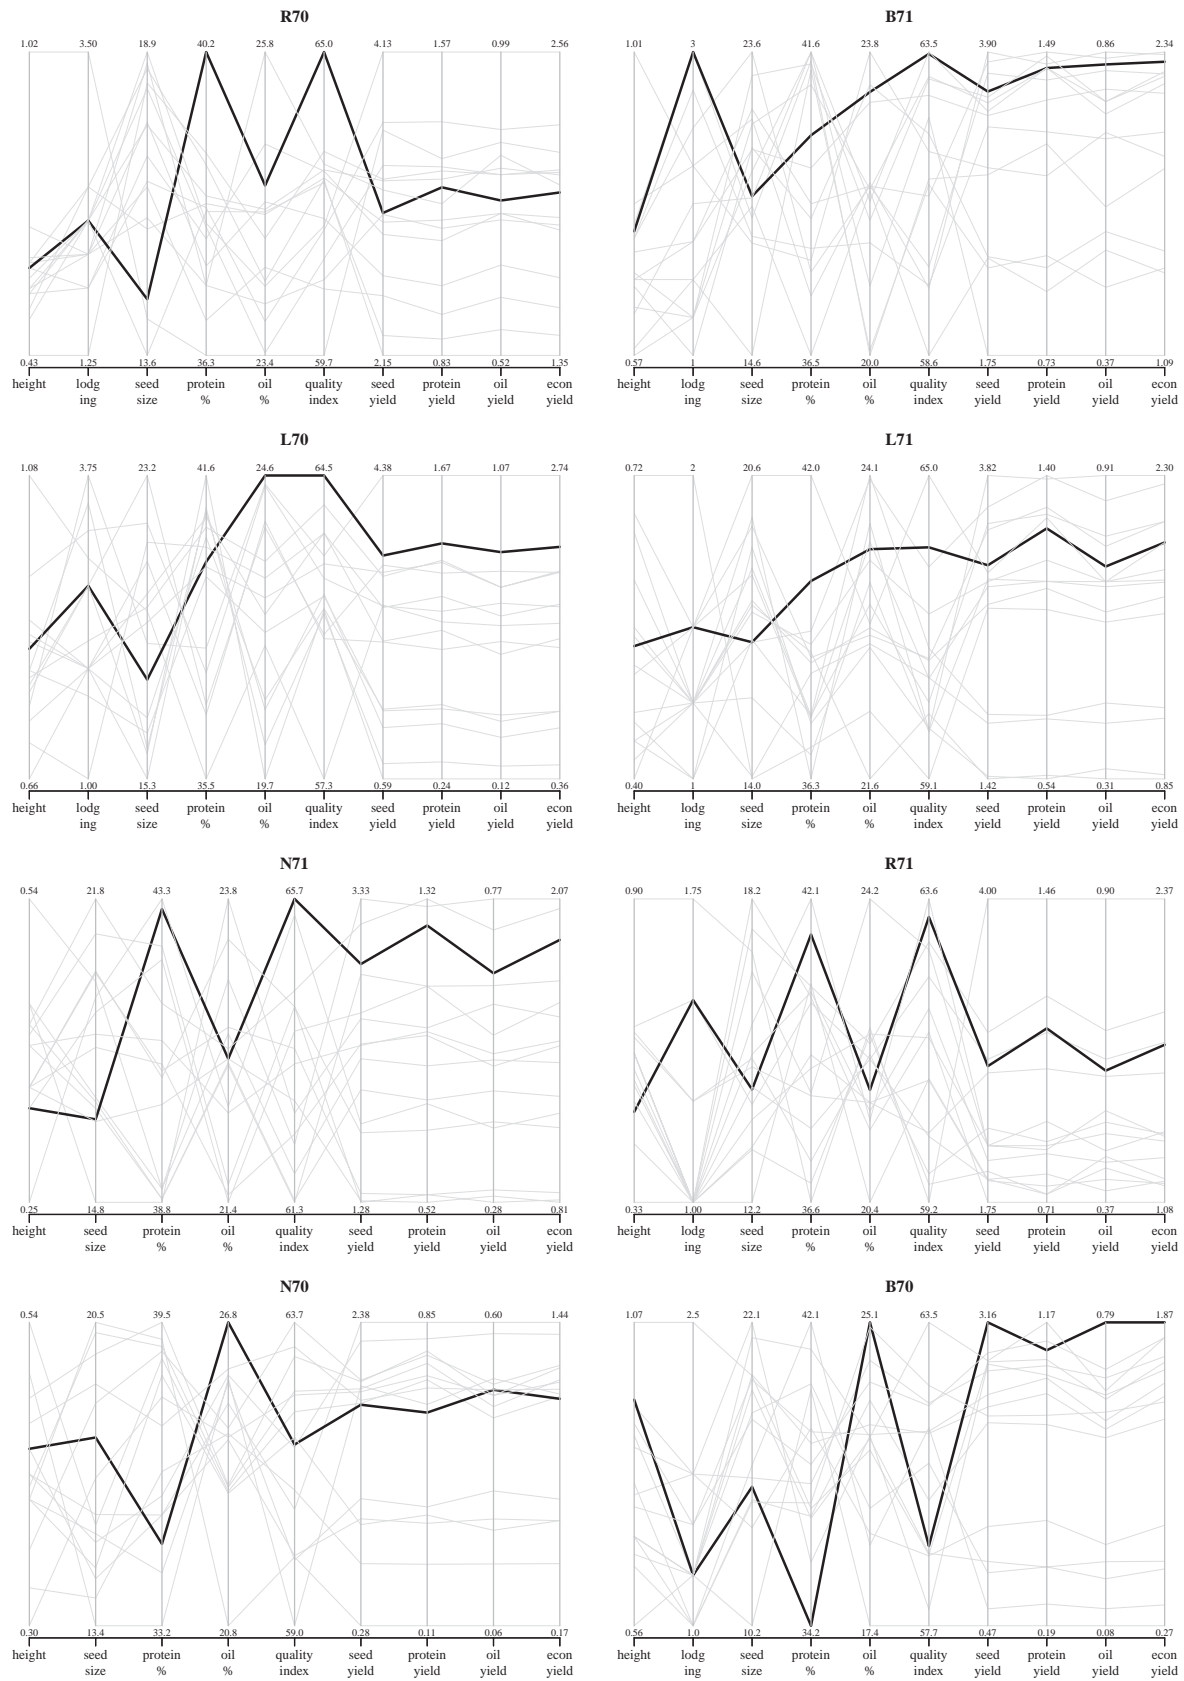 R70
1.02 3.50 18.9 40.2 25.8 65.0 4.13 1.57 0.99 2.56
0.43 1.25 13.6 36.3 23.4 59.7 2.15 0.83 0.52 1.35
height lodg seed protein oil quality seed protein oil econ
ing size % % index yield yield yield yield
B71
1.01 3 23.6 41.6 23.8 63.5 3.90 1.49 0.86 2.34
0.57 1 14.6 36.5 20.0 58.6 1.75 0.73 0.37 1.09
height lodg seed protein oil quality seed protein oil econ
ing size % % index yield yield yield yield
L70
1.08 3.75 23.2 41.6 24.6 64.5 4.38 1.67 1.07 2.74
0.66 1.00 15.3 35.5 19.7 57.3 0.59 0.24 0.12 0.36
height lodg seed protein oil quality seed protein oil econ
ing size % % index yield yield yield yield
L71
0.72 2 20.6 42.0 24.1 65.0 3.82 1.40 0.91 2.30
0.40 1 14.0 36.3 21.6 59.1 1.42 0.54 0.31 0.85
height lodg seed protein oil quality seed protein oil econ
ing size % % index yield yield yield yield
N71
0.54 21.8 43.3 23.8 65.7 3.33 1.32 0.77 2.07
0.25 14.8 38.8 21.4 61.3 1.28 0.52 0.28 0.81
height seed protein oil quality seed protein oil econ
size % % index yield yield yield yield
R71
0.90 1.75 18.2 42.1 24.2 63.6 4.00 1.46 0.90 2.37
0.33 1.00 12.2 36.6 20.4 59.2 1.75 0.71 0.37 1.08
height lodg seed protein oil quality seed protein oil econ
ing size % % index yield yield yield yield
N70
0.54 20.5 39.5 26.8 63.7 2.38 0.85 0.60 1.44
0.30 13.4 33.2 20.8 59.0 0.28 0.11 0.06 0.17
height seed protein oil quality seed protein oil econ
size % % index yield yield yield yield
B70
1.07 2.5 22.1 42.1 25.1 63.5 3.16 1.17 0.79 1.87
0.56 1.0 10.2 34.2 17.4 57.7 0.47 0.19 0.08 0.27
height lodg seed protein oil quality seed protein oil econ
ing size % % index yield yield yield yield